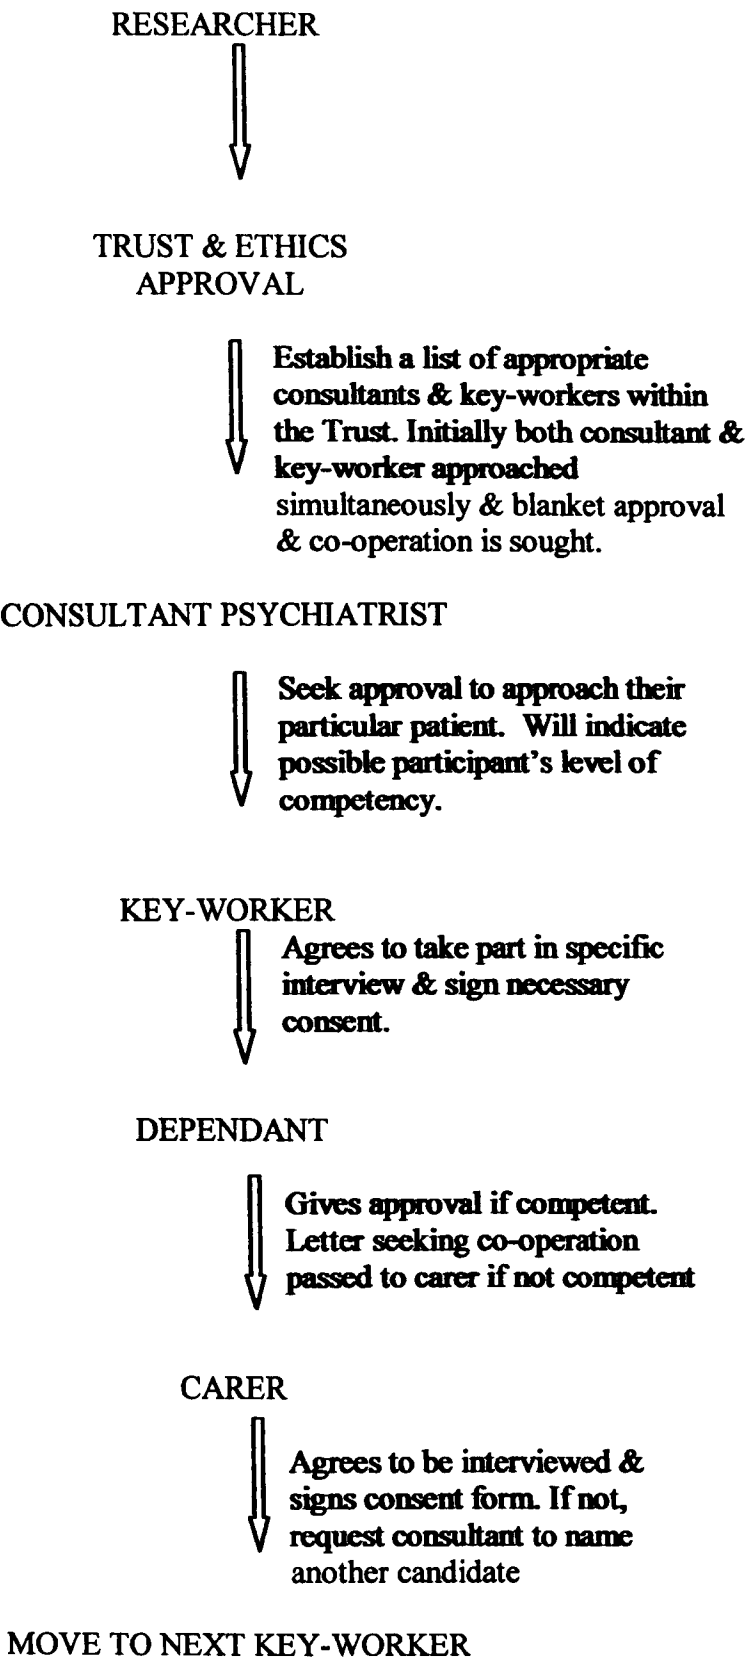 RESEARCHER
TRUST & ETHICS
APPROVAL
Establish a list of appropriate
consultants & key-workers within
the Trust. Initially both consultant &
key-worker approached
simultaneously & blanket approval
& co-operation is sought.
CONSULTANT PSYCHIATRIST
Seek approval to approach their
particular patient. Will indicate
possible participant's level of
competency.
KEY-WORKER
Agrees to take part in specific
interview & sign necessary
consent.
DEPENDANT
Gives approval if competent.
Letter seeking co-operation
passed to carer if not competent
CARER
Agrees to be interviewed &
signs consent form. If not,
request consultant to name
another candidate
MOVE TO NEXT KEY-WORKER